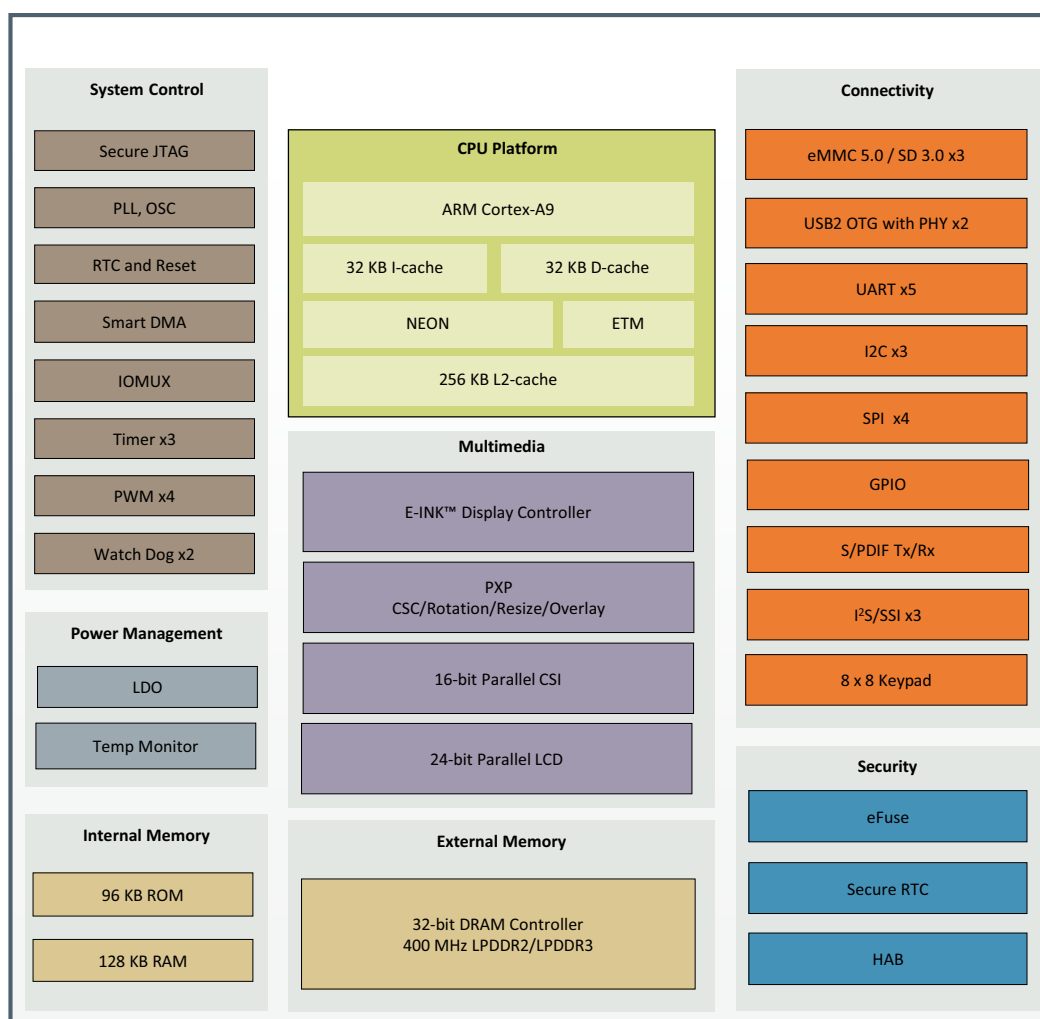 System Control
Secure JTAG
PLL, OSC
RTC and Reset
Smart DMA
IOMUX
Timer x3
PWM x4
Watch Dog x2
Power Management
LDO
Temp Monitor
Internal Memory
96 KB ROM
128 KB RAM
CPU Platform
ARM Cortex-A9
32 KB I-cache
32 KB D-cache
NEON
ETM
256 KB L2-cache
Multimedia
E-INK™ Display Controller
PXP
CSC/Rotation/Resize/Overlay
16-bit Parallel CSI
24-bit Parallel LCD
External Memory
32-bit DRAM Controller
400 MHz LPDDR2/LPDDR3
Connectivity
eMMC 5.0 / SD 3.0 x3
USB2 OTG with PHY x2
UART x5
I2C x3
SPI x4
GPIO
S/PDIF Tx/Rx
I²S/SSI x3
8 x 8 Keypad
Security
eFuse
Secure RTC
HAB